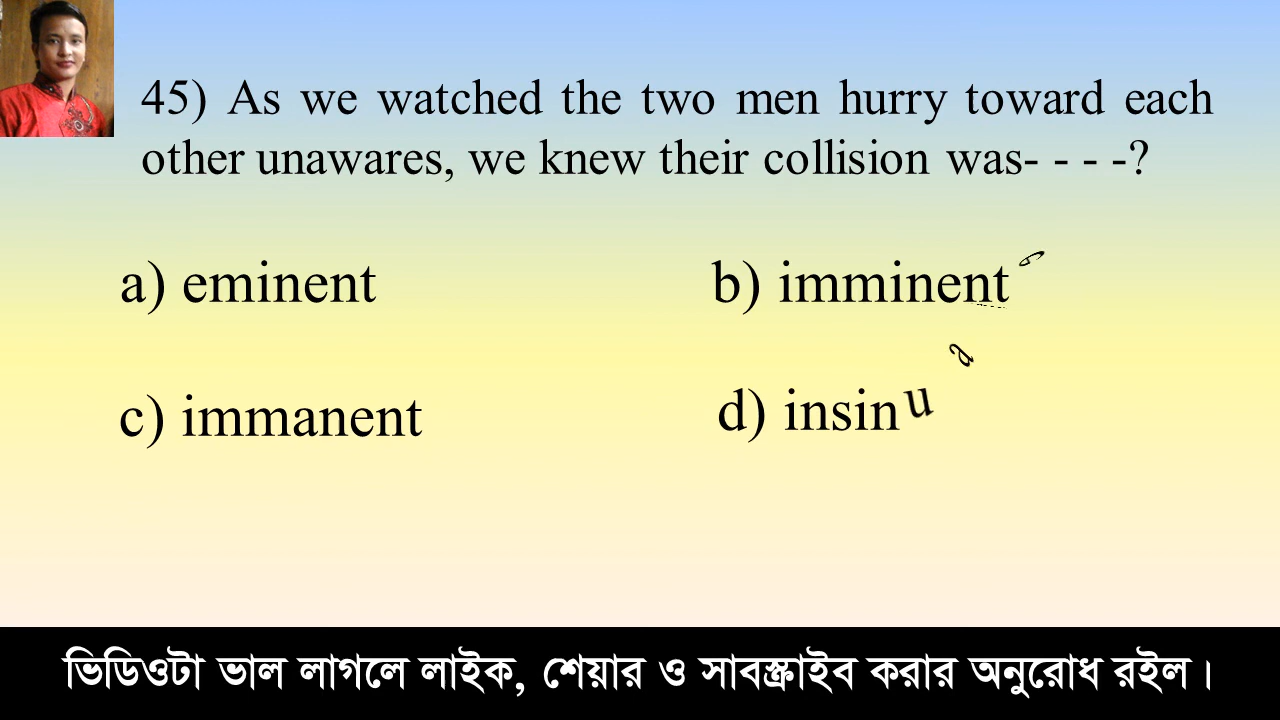 45) As we watched the two men hurry toward each
other unawares, we knew their collision was- - - -?
a) eminent
b) imminent
c) immanent
d) insinu
ভিডিওটা ভাল লাগলে লাইক, শেয়ার ও সাবস্ক্রাইব করার অনুরোধ রইল।